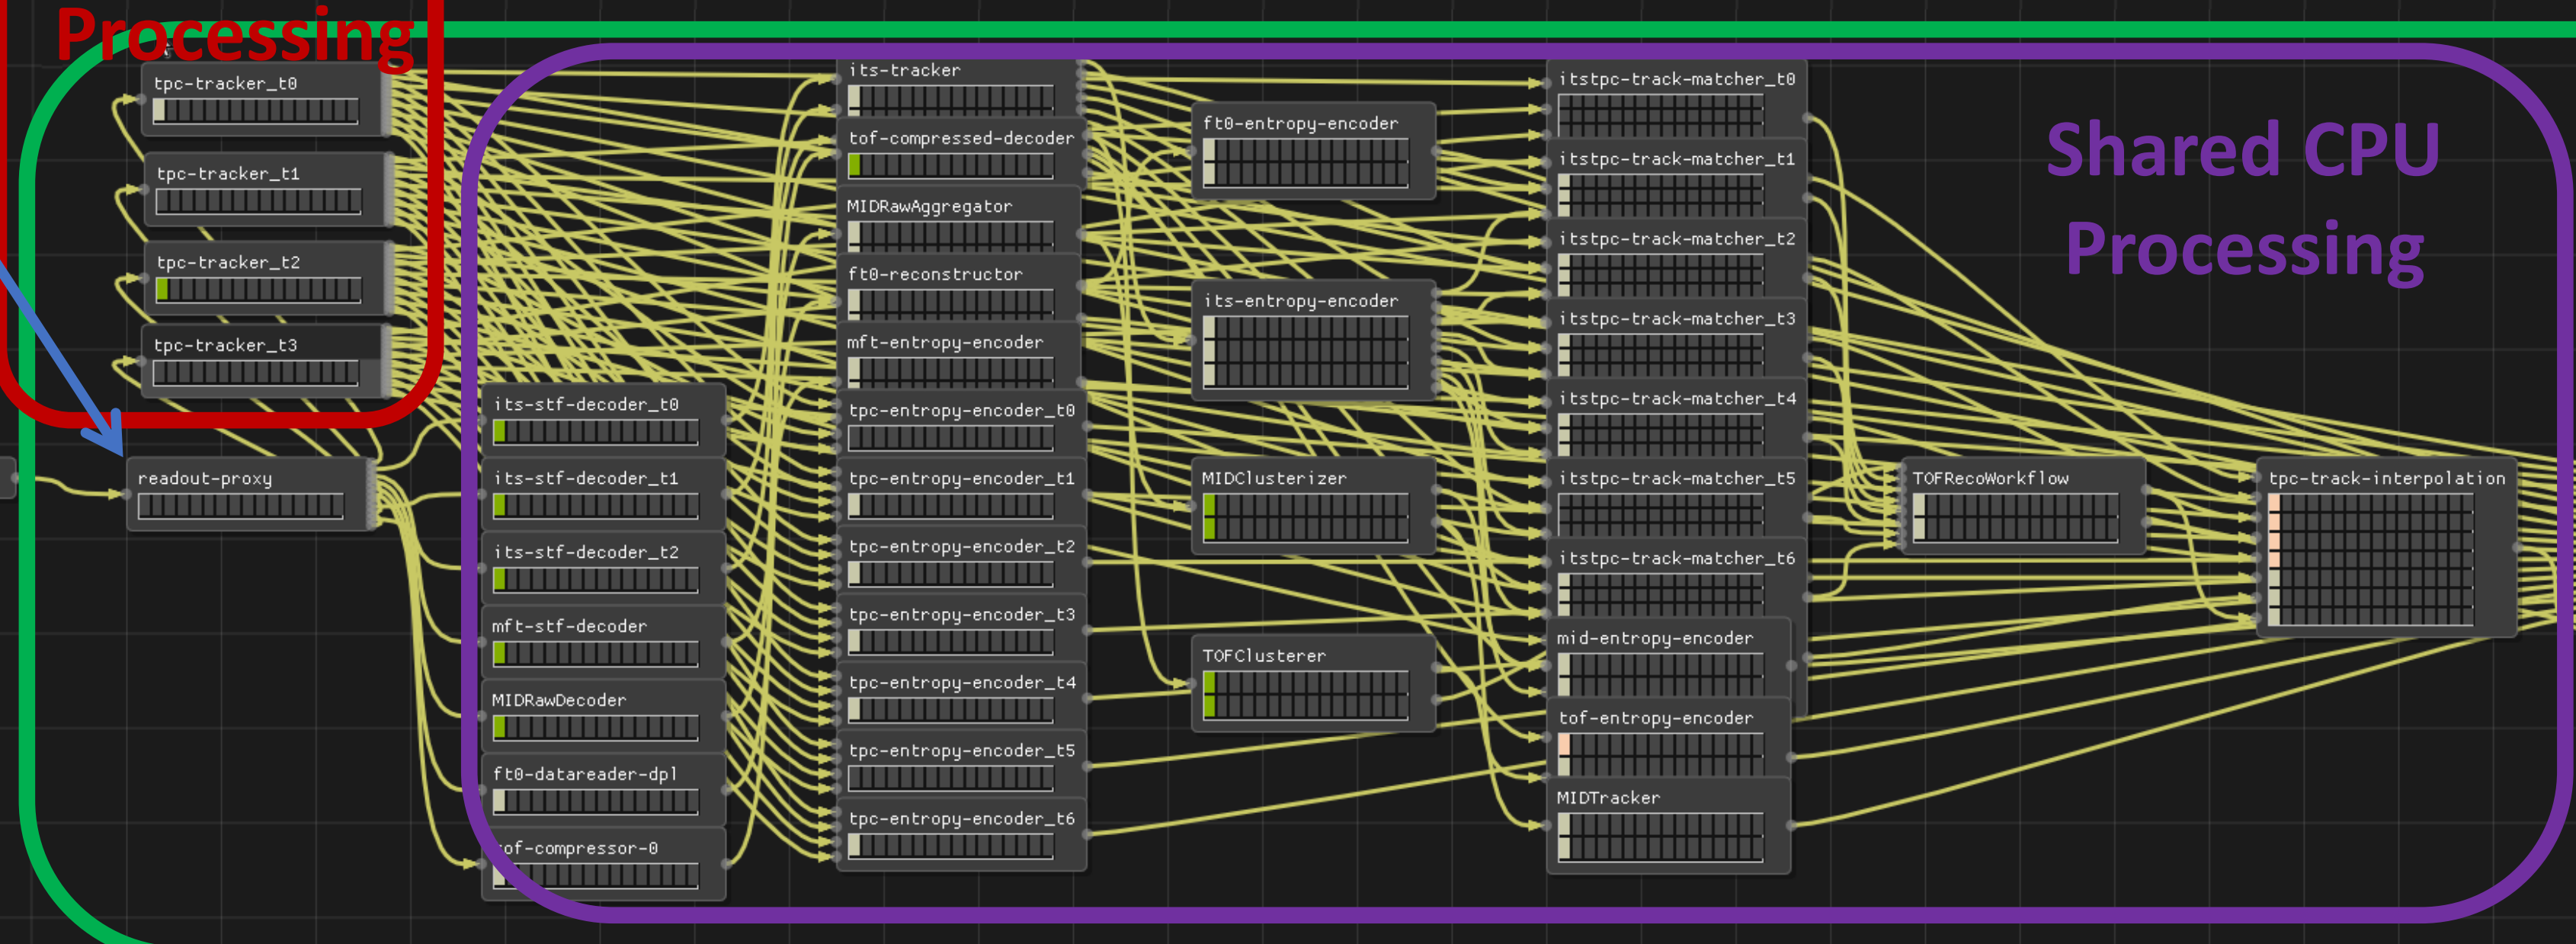 Processing
tpc-tracker_t0
tpc-tracker_t1
tpc-tracker_t2
tpc-tracker_t3
readout-proxy
its-stf-decoder_t0
its-stf-decoder_t1
its-stf-decoder_t2
mft-stf-decoder
MIDRawDecoder
ft0-datareader-dpl
tof-compressor-0
its-tracker
tof-compressed-decoder
MIDRawAggregator
ft0-reconstructor
mft-entropy-encoder
tpc-entropy-encoder_t0
tpc-entropy-encoder_t1
tpc-entropy-encoder_t2
tpc-entropy-encoder_t3
tpc-entropy-encoder_t4
tpc-entropy-encoder_t5
tpc-entropy-encoder_t6
ft0-entropy-encoder
its-entropy-encoder
MIDClusterizer
TOFClusterer
itstpc-track-matcher_t0
itstpc-track-matcher_t1
itstpc-track-matcher_t2
itstpc-track-matcher_t3
itstpc-track-matcher_t4
itstpc-track-matcher_t5
itstpc-track-matcher_t6
mid-entropy-encoder
tof-entropy-encoder
MIDTracker
TOFRecoWorkflow
tpc-track-interpolation
Shared CPU
Processing